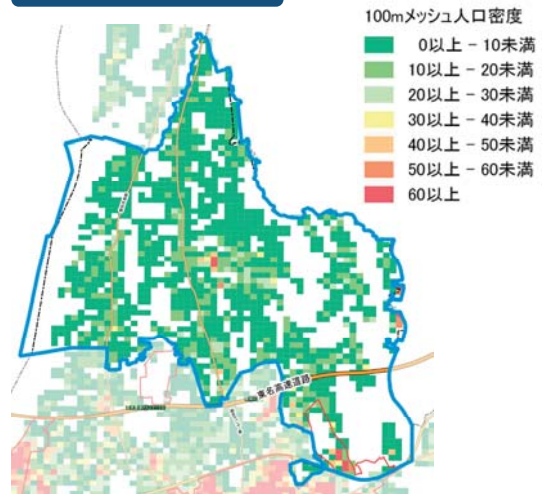 100mメッシュ人口密度
0以上 - 10未満
10以上 - 20未満
20以上 - 30未満
30以上 - 40未満
40以上 - 50未満
50以上 - 60未満
60以上
東名高速道路